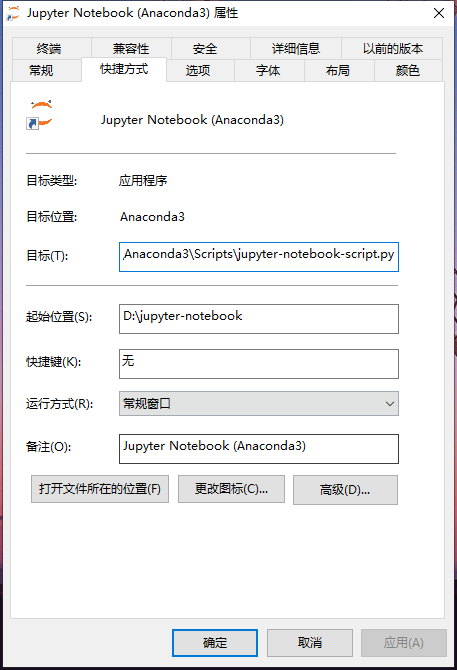 Jupyter Notebook (Anaconda3) 属性
终端 兼容性 安全 详细信息 以前的版本
常规 快捷方式 选项 字体 布局 颜色
Jupyter Notebook (Anaconda3)
目标类型: 应用程序
目标位置: Anaconda3
目标(T): Anaconda3\Scripts\jupyter-notebook-script.py
起始位置(S): D:\jupyter-notebook
快捷键(K): 无
运行方式(R): 常规窗口
备注(O): Jupyter Notebook (Anaconda3)
打开文件所在的位置(F) 更改图标(C)... 高级(D)...
确定 取消 应用(A)